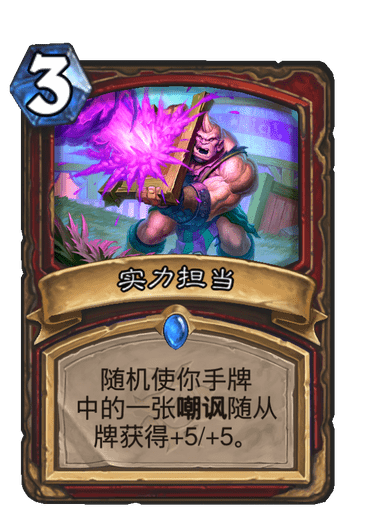 3
实力担当
随机使你手牌
中的一张嘲讽随从
牌获得+5/+5。